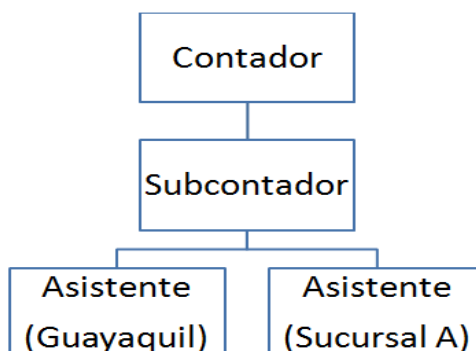 Contador
Subcontador
Asistente
(Guayaquil)
Asistente
(Sucursal A)